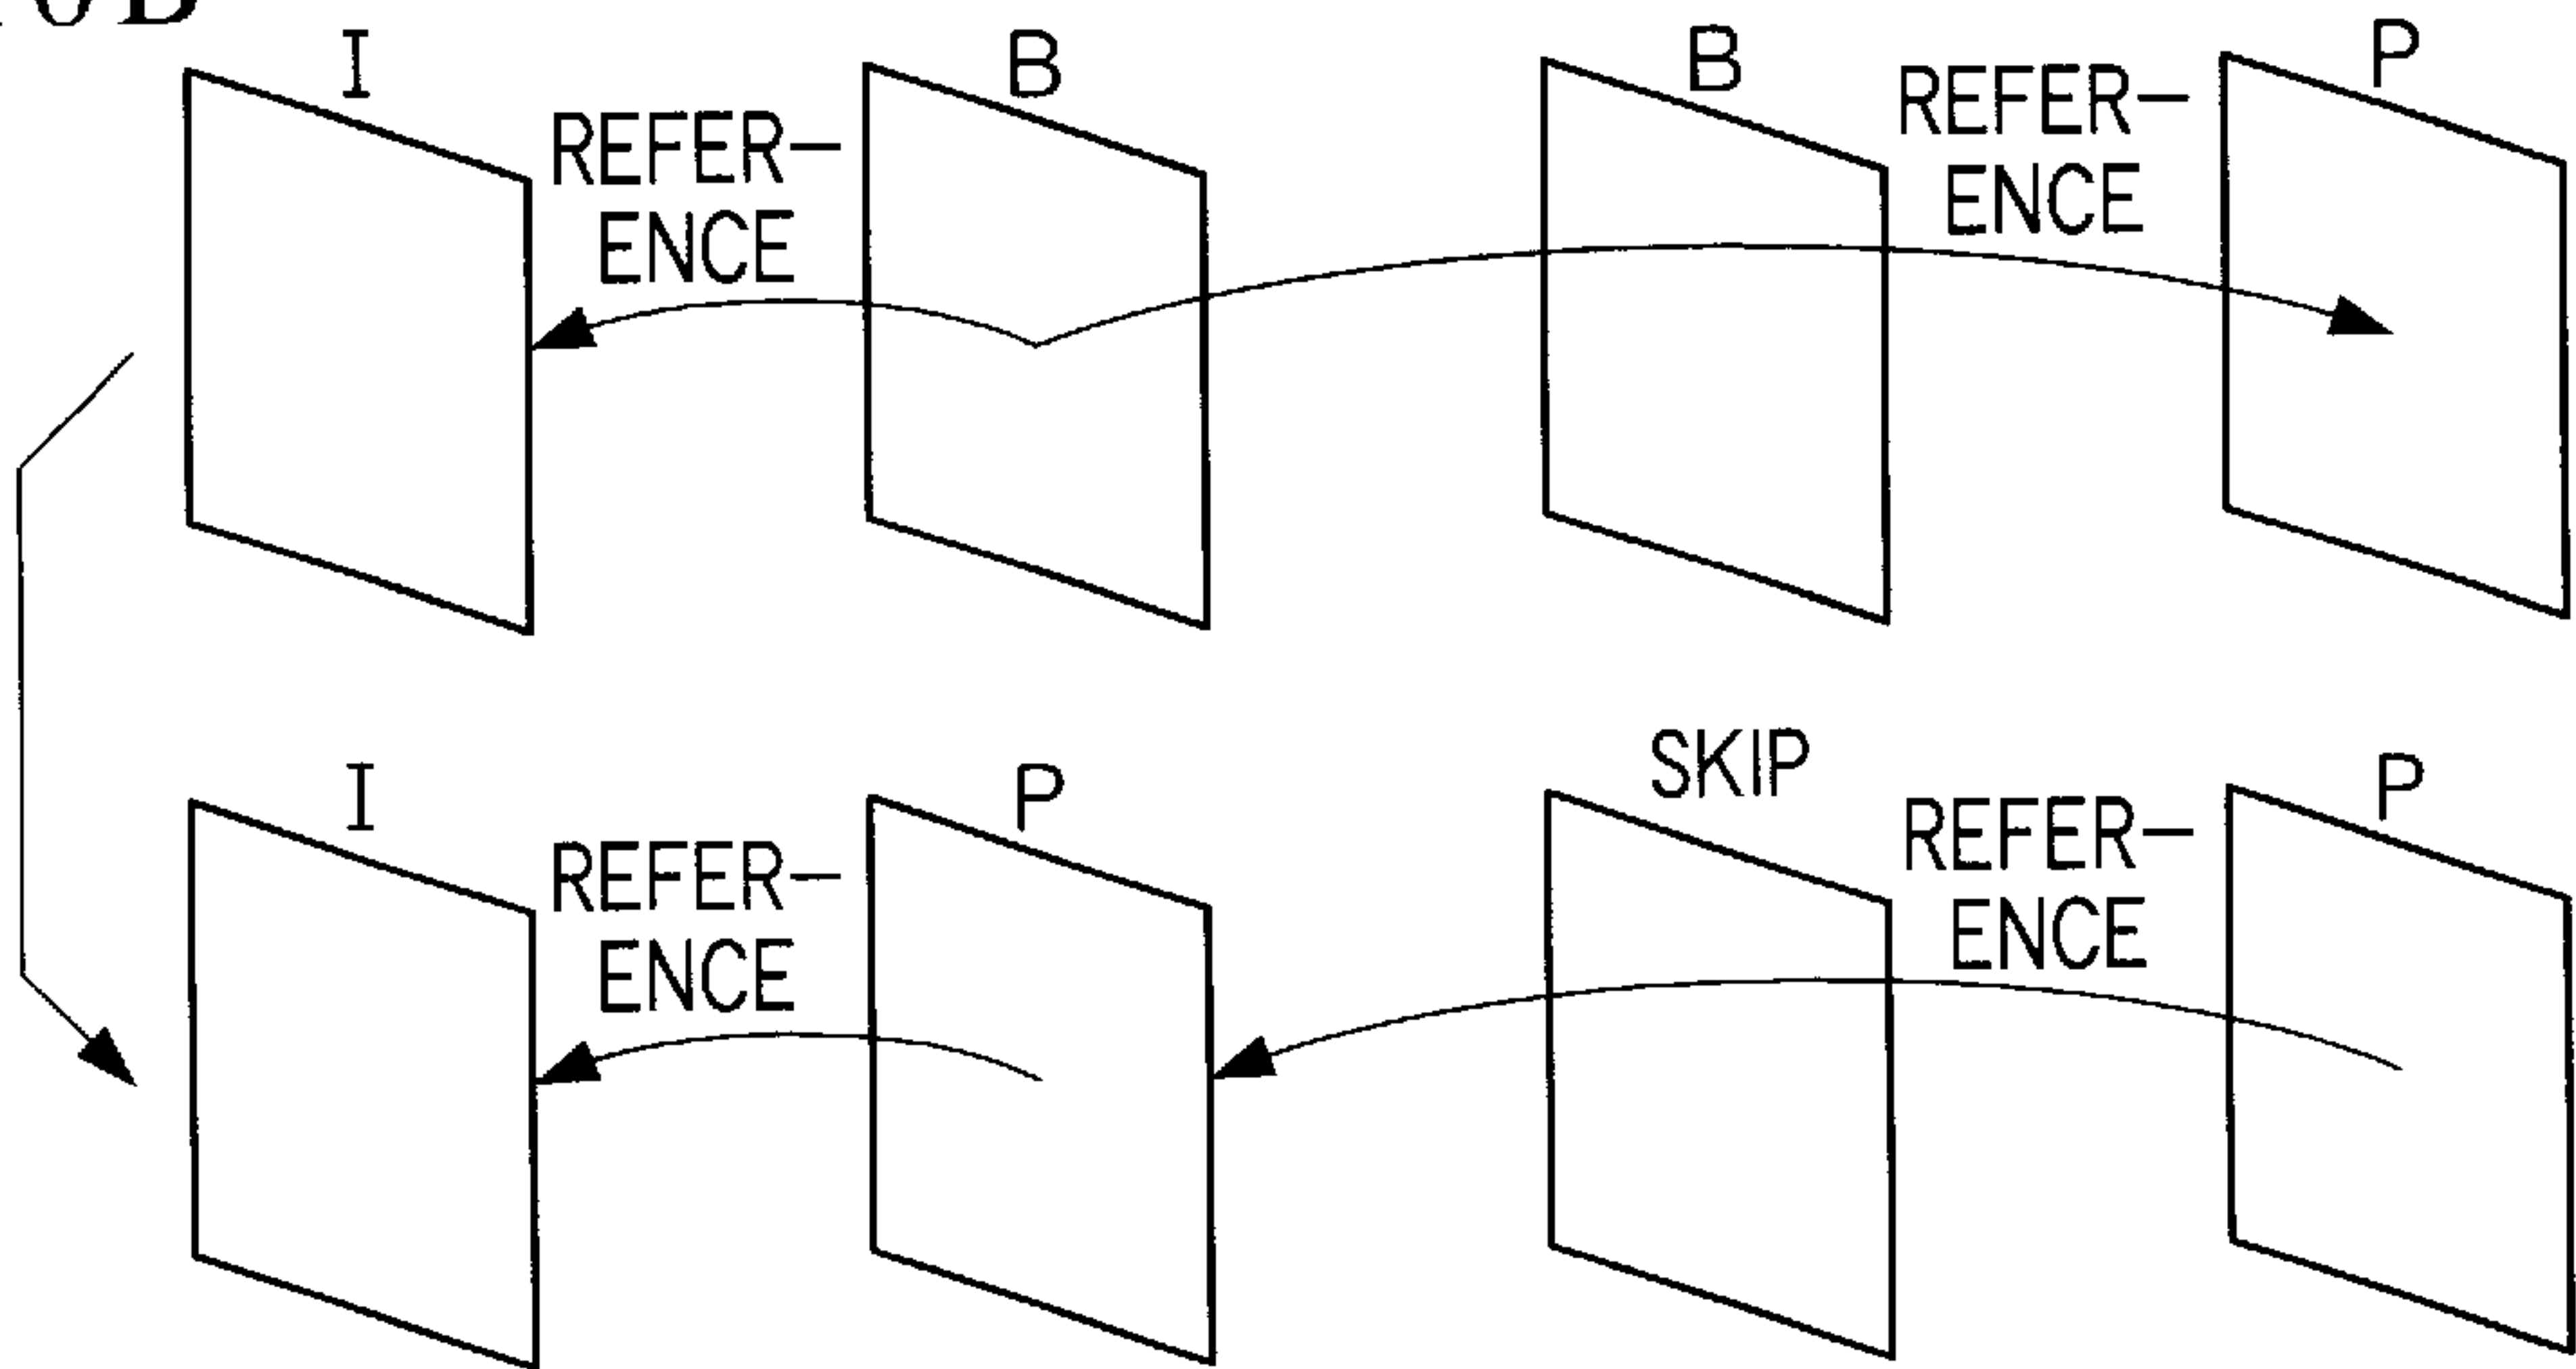 I
B
B
P
REFER-
ENCE
REFER-
ENCE
I
P
SKIP
P
REFER-
ENCE
REFER-
ENCE